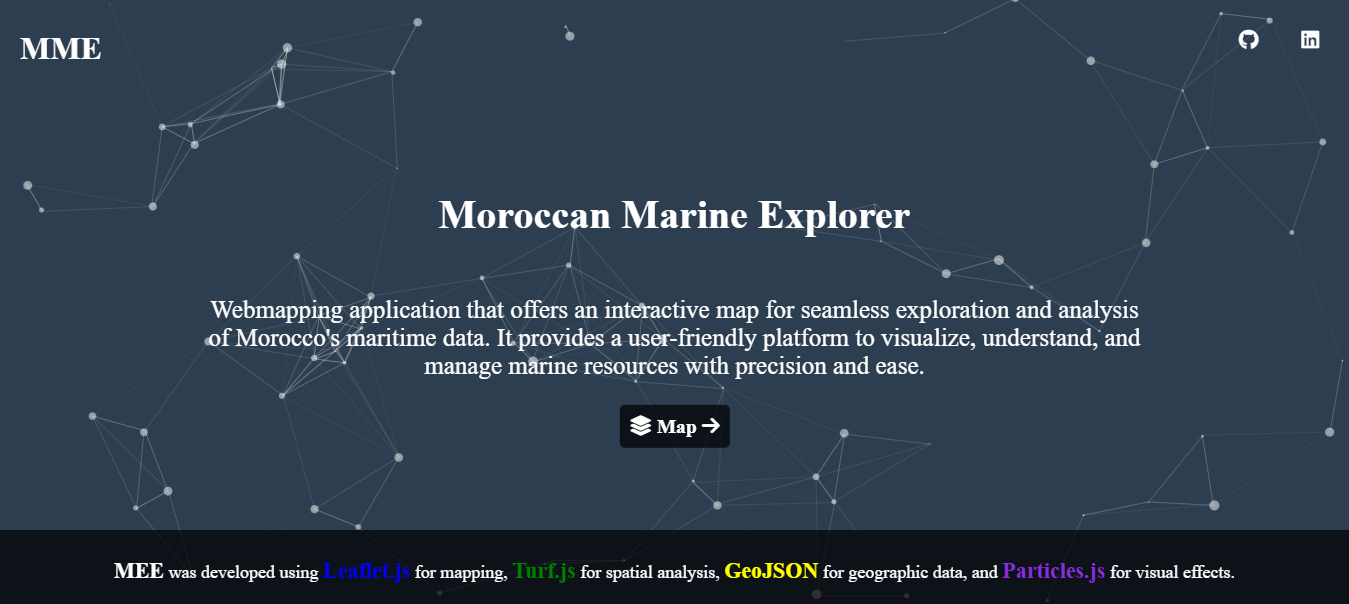 MME
Moroccan Marine Explorer
Webmapping application that offers an interactive map for seamless exploration and analysis
of Morocco's maritime data. It provides a user-friendly platform to visualize, understand, and
manage marine resources with precision and ease.
Map
MEE was developed using Leaflet.js for mapping, Turf.js for spatial analysis, GeoJSON for geographic data, and Particles.js for visual effects.